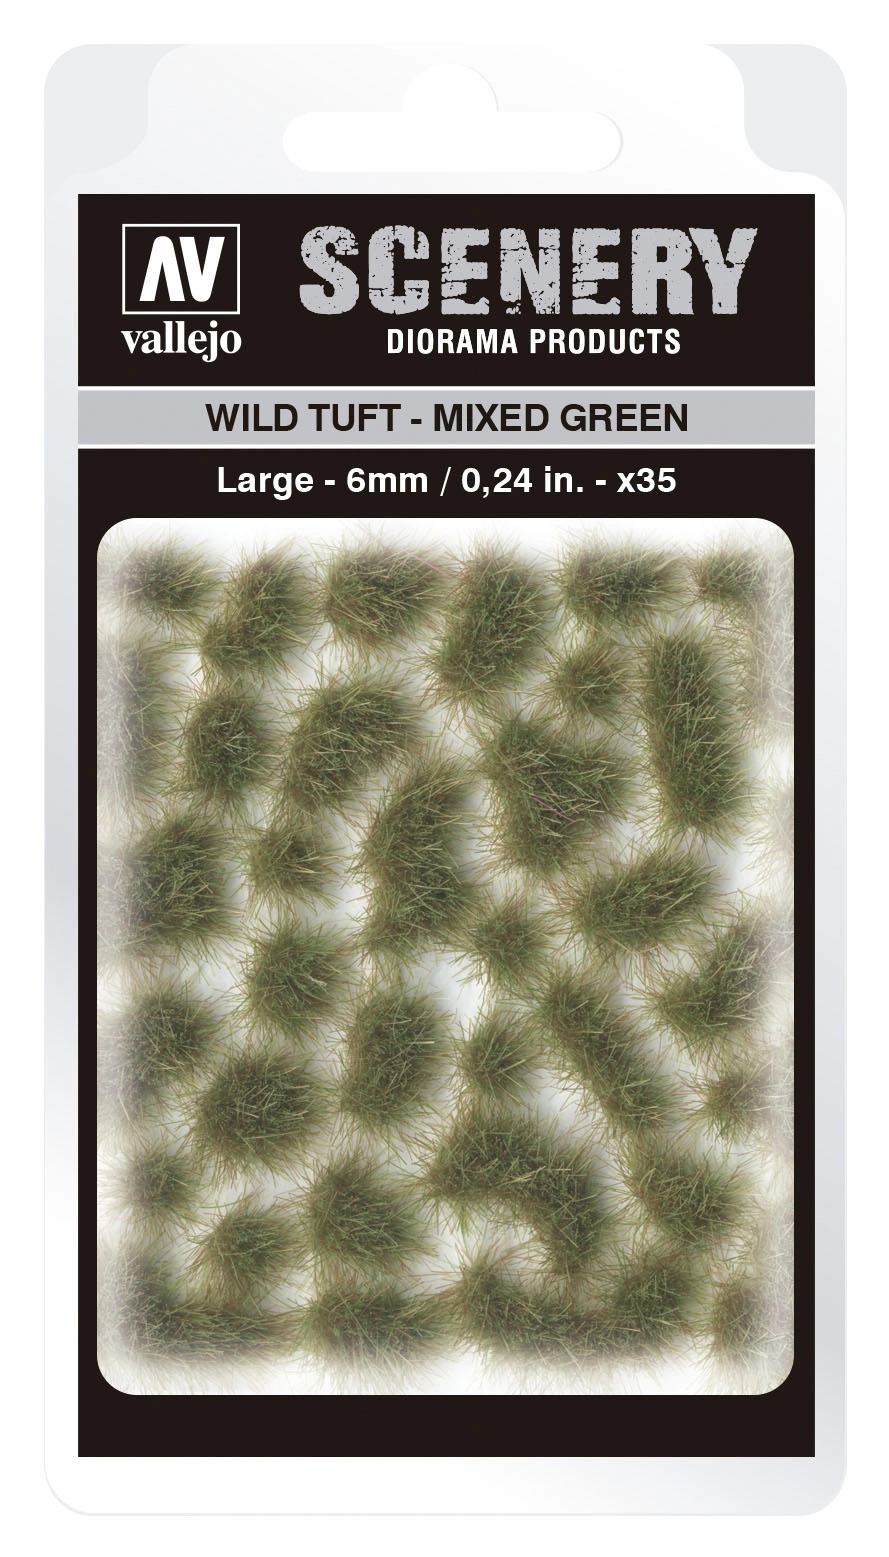 AV
vallejo
SCENERY
DIORAMA PRODUCTS
WILD TUFT - MIXED GREEN
Large - 6mm / 0,24 in. - x35